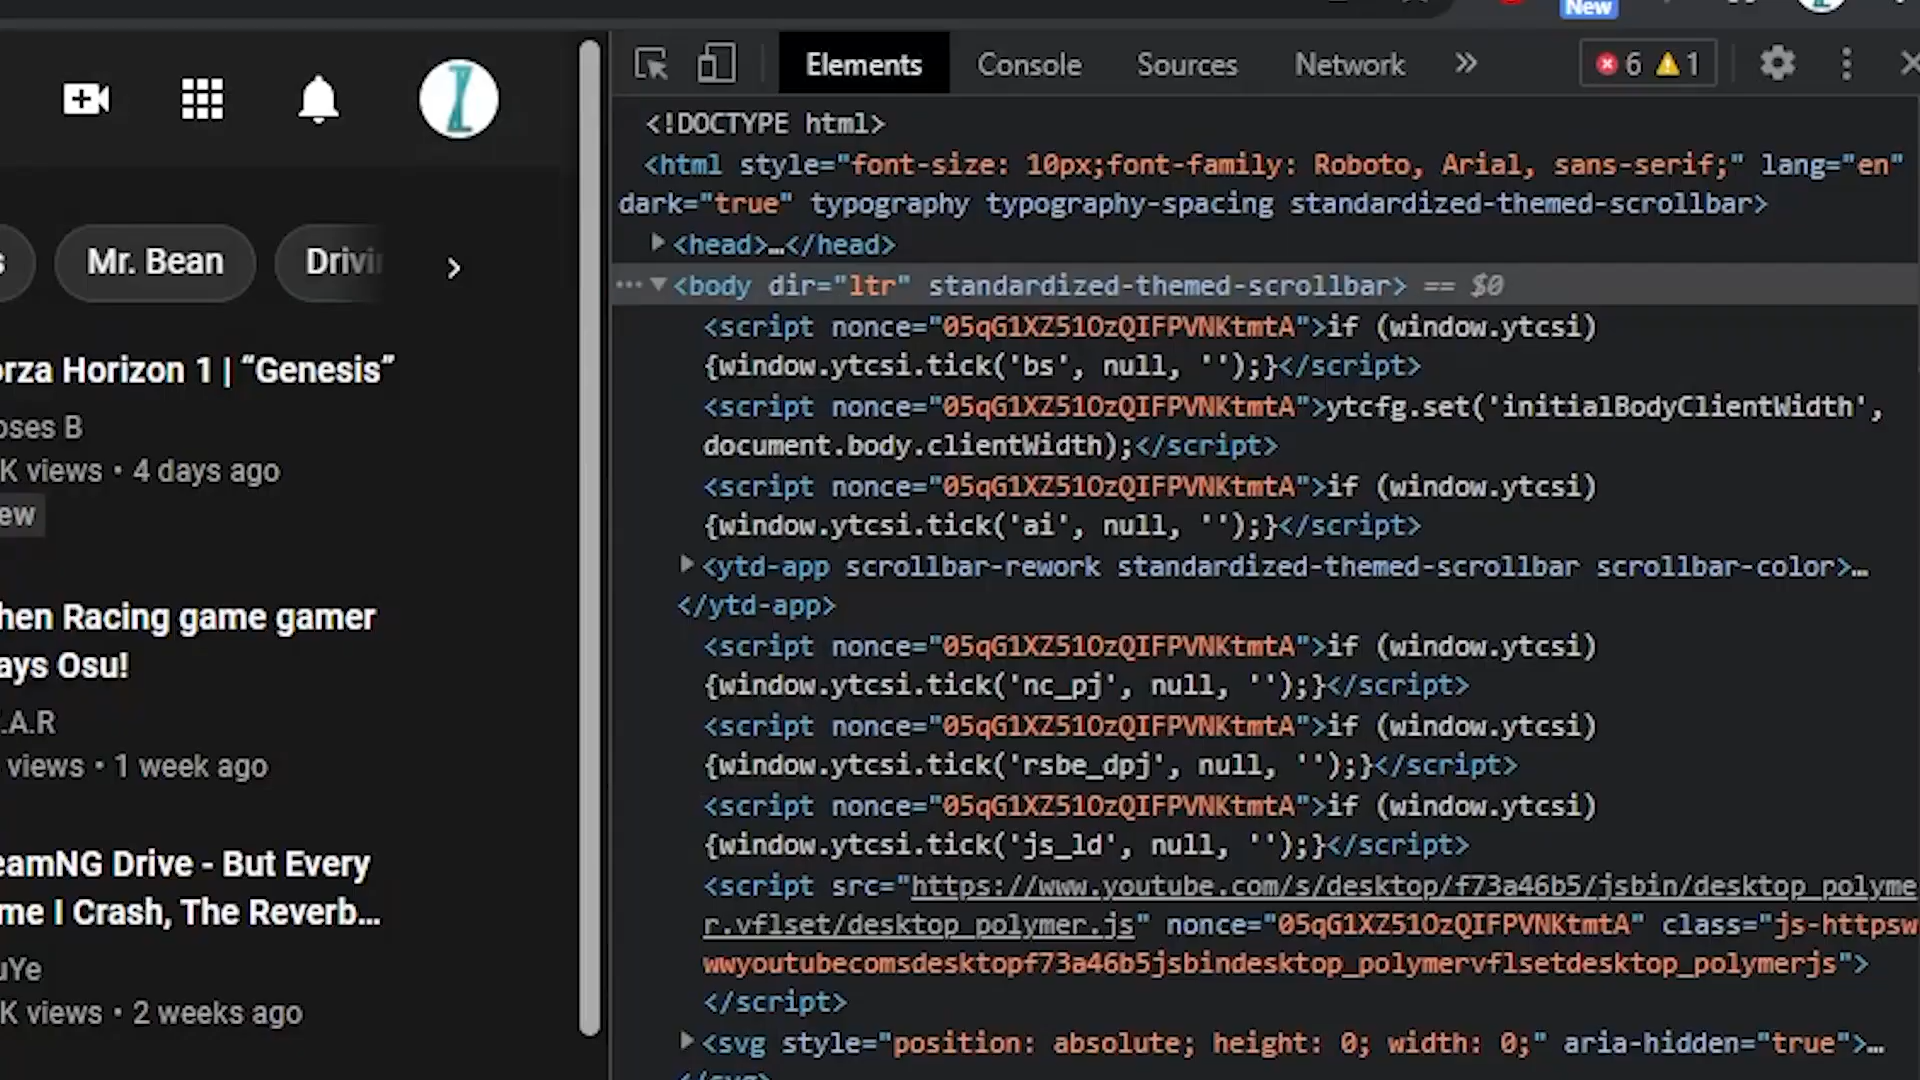 New
Elements Console Sources Network » 6 1
Mr. Bean
<!DOCTYPE html>
<html style="font-size: 10px;font-family: Roboto, Arial, sans-serif;" lang="en"
dark="true" typography typography-spacing standardized-themed-scrollbar>
<head>…</head>
<body dir="ltr" standardized-themed-scrollbar> == $0
<script nonce="05qG1XZ51OzQIFPVNKtmtA">if (window.ytcsi)
{window.ytcsi.tick('bs', null, '');}</script>
<script nonce="05qG1XZ51OzQIFPVNKtmtA">ytcfg.set('initialBodyClientWidth',
document.body.clientWidth);</script>
<script nonce="05qG1XZ51OzQIFPVNKtmtA">if (window.ytcsi)
{window.ytcsi.tick('ai', null, '');}</script>
<ytd-app scrollbar-rework standardized-themed-scrollbar scrollbar-color>…
</ytd-app>
<script nonce="05qG1XZ51OzQIFPVNKtmtA">if (window.ytcsi)
{window.ytcsi.tick('nc_pj', null, '');}</script>
<script nonce="05qG1XZ51OzQIFPVNKtmtA">if (window.ytcsi)
{window.ytcsi.tick('rsbe_dpj', null, '');}</script>
<script nonce="05qG1XZ51OzQIFPVNKtmtA">if (window.ytcsi)
{window.ytcsi.tick('js_ld', null, '');}</script>
<script src="https://www.youtube.com/s/desktop/f73a46b5/jsbin/desktop_polyme
r.vflset/desktop_polymer.js" nonce="05qG1XZ51OzQIFPVNKtmtA" class="js-httpsw
wwyoutubecomsdesktopf73a46b5jsbindesktop_polymervflsetdesktop_polymerjs">
</script>
<svg style="position: absolute; height: 0; width: 0;" aria-hidden="true">…
orza Horizon 1 | “Genesis”
oses B
K views • 4 days ago
ew
hen Racing game gamer
ays Osu!
.A.R
views • 1 week ago
eamNG Drive - But Every
me I Crash, The Reverb...
uYe
K views • 2 weeks ago